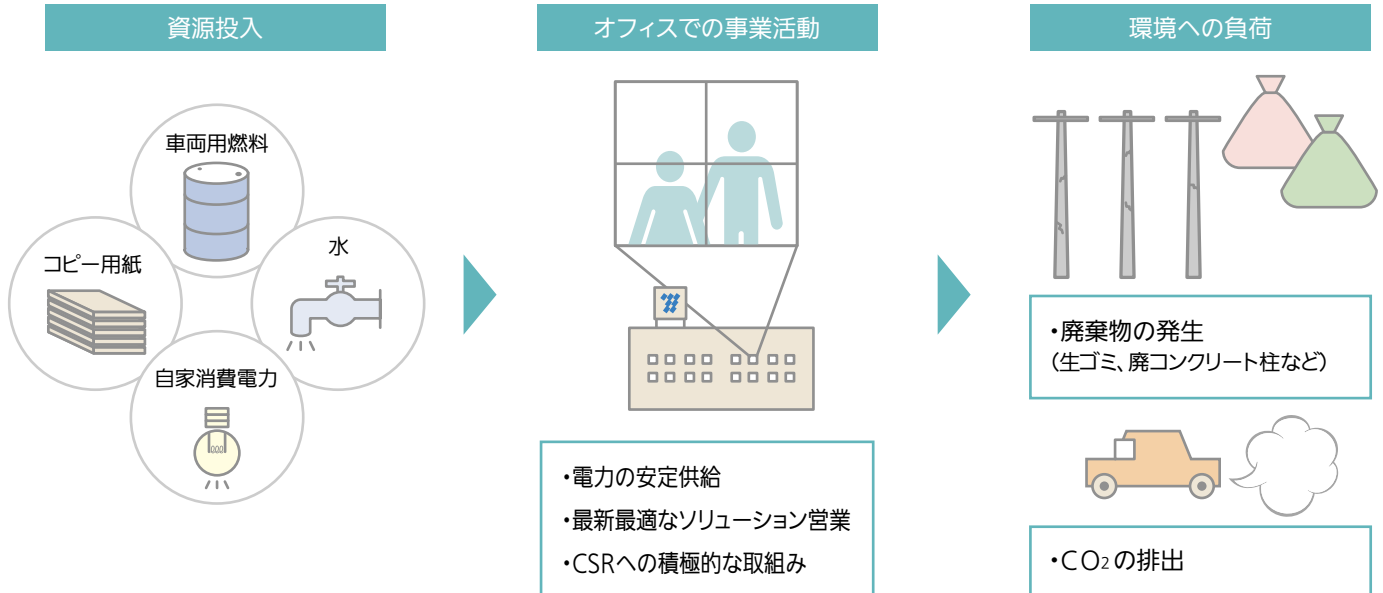 資源投入
車両用燃料
コピー用紙
水
自家消費電力
オフィスでの事業活動
・電力の安定供給
・最新最適なソリューション営業
・CSRへの積極的な取組み
環境への負荷
・廃棄物の発生
（生ゴミ、廃コンクリート柱など）
・CO₂の排出